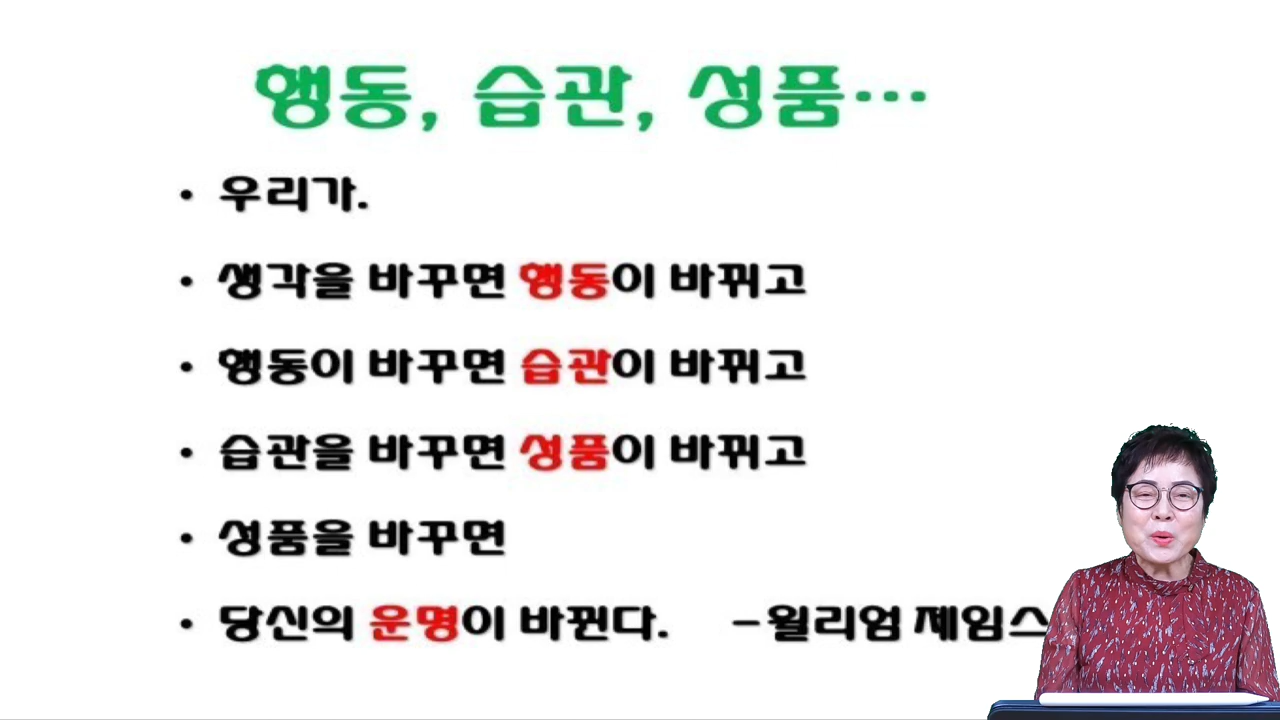 행동, 습관, 성품…
• 우리가.
• 생각을 바꾸면 행동이 바뀌고
• 행동이 바꾸면 습관이 바뀌고
• 습관을 바꾸면 성품이 바뀌고
• 성품을 바꾸면
• 당신의 운명이 바뀐다. –윌리엄 제임스